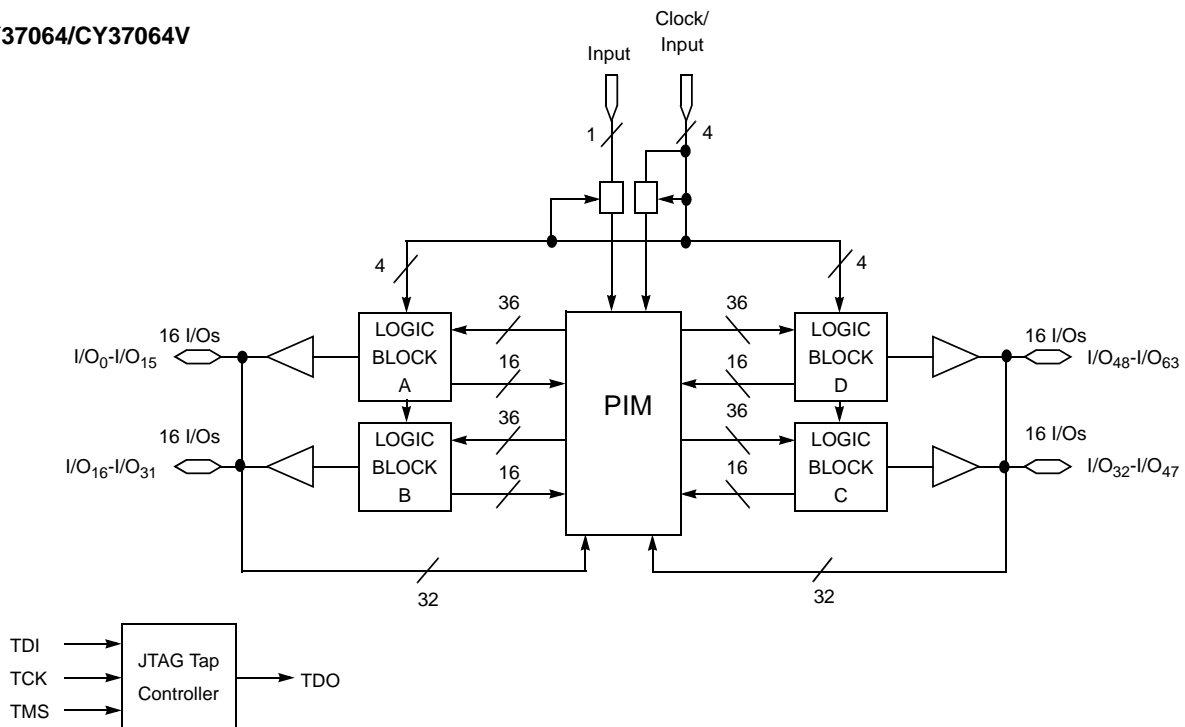 Y37064/CY37064V
Clock/
Input
Input
1
4
4
4
16 I/Os
I/O0-I/O15
LOGIC
BLOCK
A
36
16
PIM
36
16
LOGIC
BLOCK
D
16 I/Os
I/O48-I/O63
16 I/Os
I/O16-I/O31
LOGIC
BLOCK
B
36
16
36
16
LOGIC
BLOCK
C
16 I/Os
I/O32-I/O47
32
32
TDI
TCK
TMS
JTAG Tap
Controller
TDO